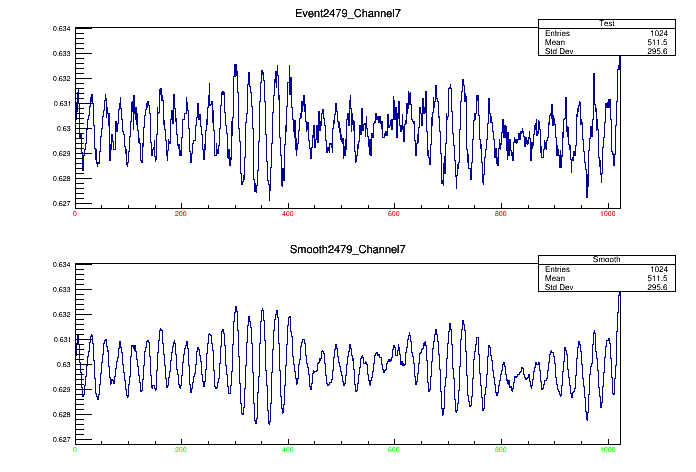 Event2479_Channel7
Test
Entries 1024
Mean 511.5
Std Dev 295.6
0.634
0.633
0.632
0.631
0.63
0.629
0.628
0.627
0 200 400 600 800 1000
Smooth2479_Channel7
Smooth
Entries 1024
Mean 511.5
Std Dev 295.6
0.634
0.633
0.632
0.631
0.63
0.629
0.628
0.627
0 200 400 600 800 1000